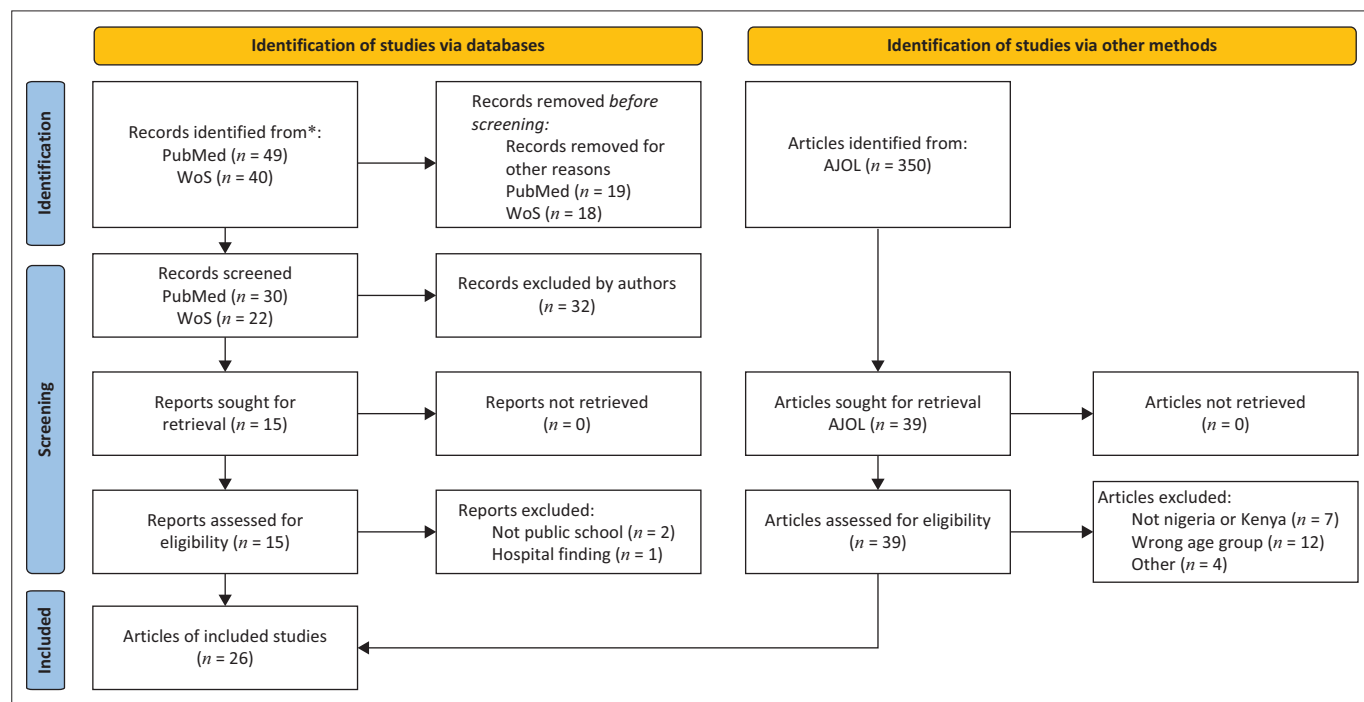 Identification of studies via databases
Identification of studies via other methods
Identification
Records identified from*:
PubMed (n = 49)
WoS (n = 40)
Records removed before
screening:
Records removed for
other reasons
PubMed (n = 19)
WoS (n = 18)
Articles identified from:
AJOL (n = 350)
Screening
Records screened
PubMed (n = 30)
WoS (n = 22)
Records excluded by authors
(n = 32)
Reports sought for
retrieval (n = 15)
Reports not retrieved
(n = 0)
Articles sought for retrieval
AJOL (n = 39)
Articles not retrieved
(n = 0)
Reports assessed for
eligibility (n = 15)
Reports excluded:
Not public school (n = 2)
Hospital finding (n = 1)
Articles assessed for eligibility
(n = 39)
Articles excluded:
Not nigeria or Kenya (n = 7)
Wrong age group (n = 12)
Other (n = 4)
Included
Articles of included studies
(n = 26)